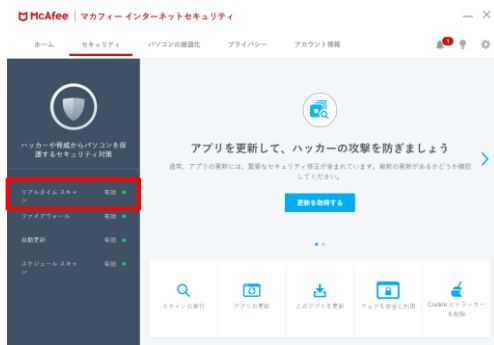 McAfee | マカフィー インターネットセキュリティ
ホーム セキュリティ パソコンの最適化 プライバシー アカウント情報
1
ハッカーや脅威からパソコンを保
護するセキュリティ対策
リアルタイム スキャ
ン
有効
ファイアウォール 有効
自動更新 有効
スケジュール スキャ
ン
有効
アプリを更新して、ハッカーの攻撃を防ぎましょう
通常、アプリの更新には、重要なセキュリティ修正が含まれています。最新の更新があるかどうか確認
してください。
更新を取得する
スキャンの実行
アプリの更新
このアプリを更新
ウェブを安全に利用
Cookie とトラッカー
を削除